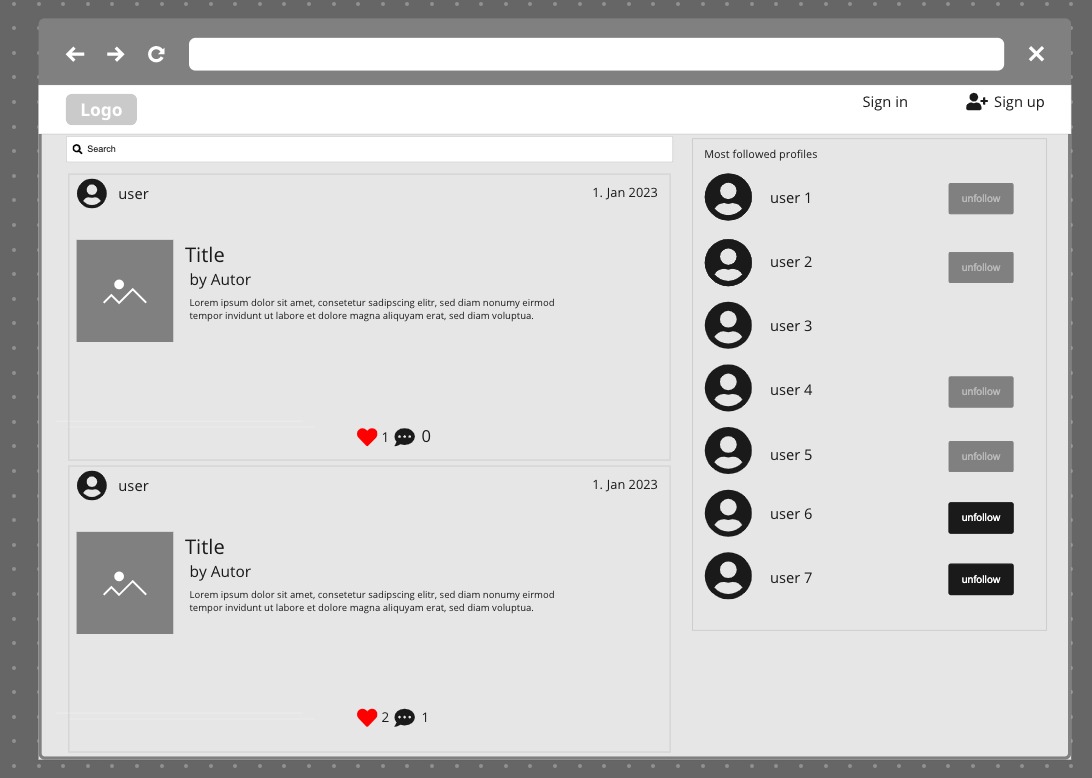 Logo
Sign in
Sign up
Search
user
1. Jan 2023
Title
by Autor
Lorem ipsum dolor sit amet, consetetur sadipscing elitr, sed diam nonumy eirmod
tempor invidunt ut labore et dolore magna aliquyam erat, sed diam voluptua.
1
0
user
1. Jan 2023
Title
by Autor
Lorem ipsum dolor sit amet, consetetur sadipscing elitr, sed diam nonumy eirmod
tempor invidunt ut labore et dolore magna aliquyam erat, sed diam voluptua.
2
1
Most followed profiles
user 1
unfollow
user 2
unfollow
user 3
user 4
unfollow
user 5
unfollow
user 6
unfollow
user 7
unfollow